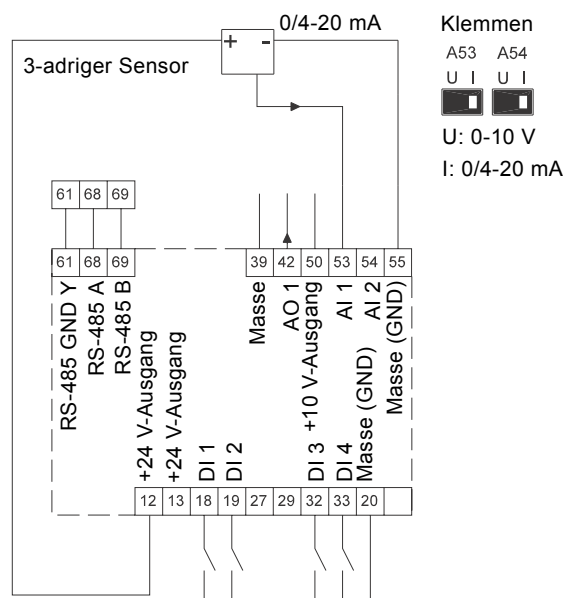 0/4-20 mA
+ -
3-adriger Sensor
Klemmen
A53 A54
U I U I
U: 0-10 V
I: 0/4-20 mA
61 68 69
61 68 69 39 42 50 53 54 55
RS-485 GND Y
RS-485 A
RS-485 B
+24 V-Ausgang
+24 V-Ausgang
DI 1
DI 2
Masse
AO 1
+10 V-Ausgang
AI 1
AI 2
Masse (GND)
DI 3
DI 4
Masse (GND)
12 13 18 19 27 29 32 33 20